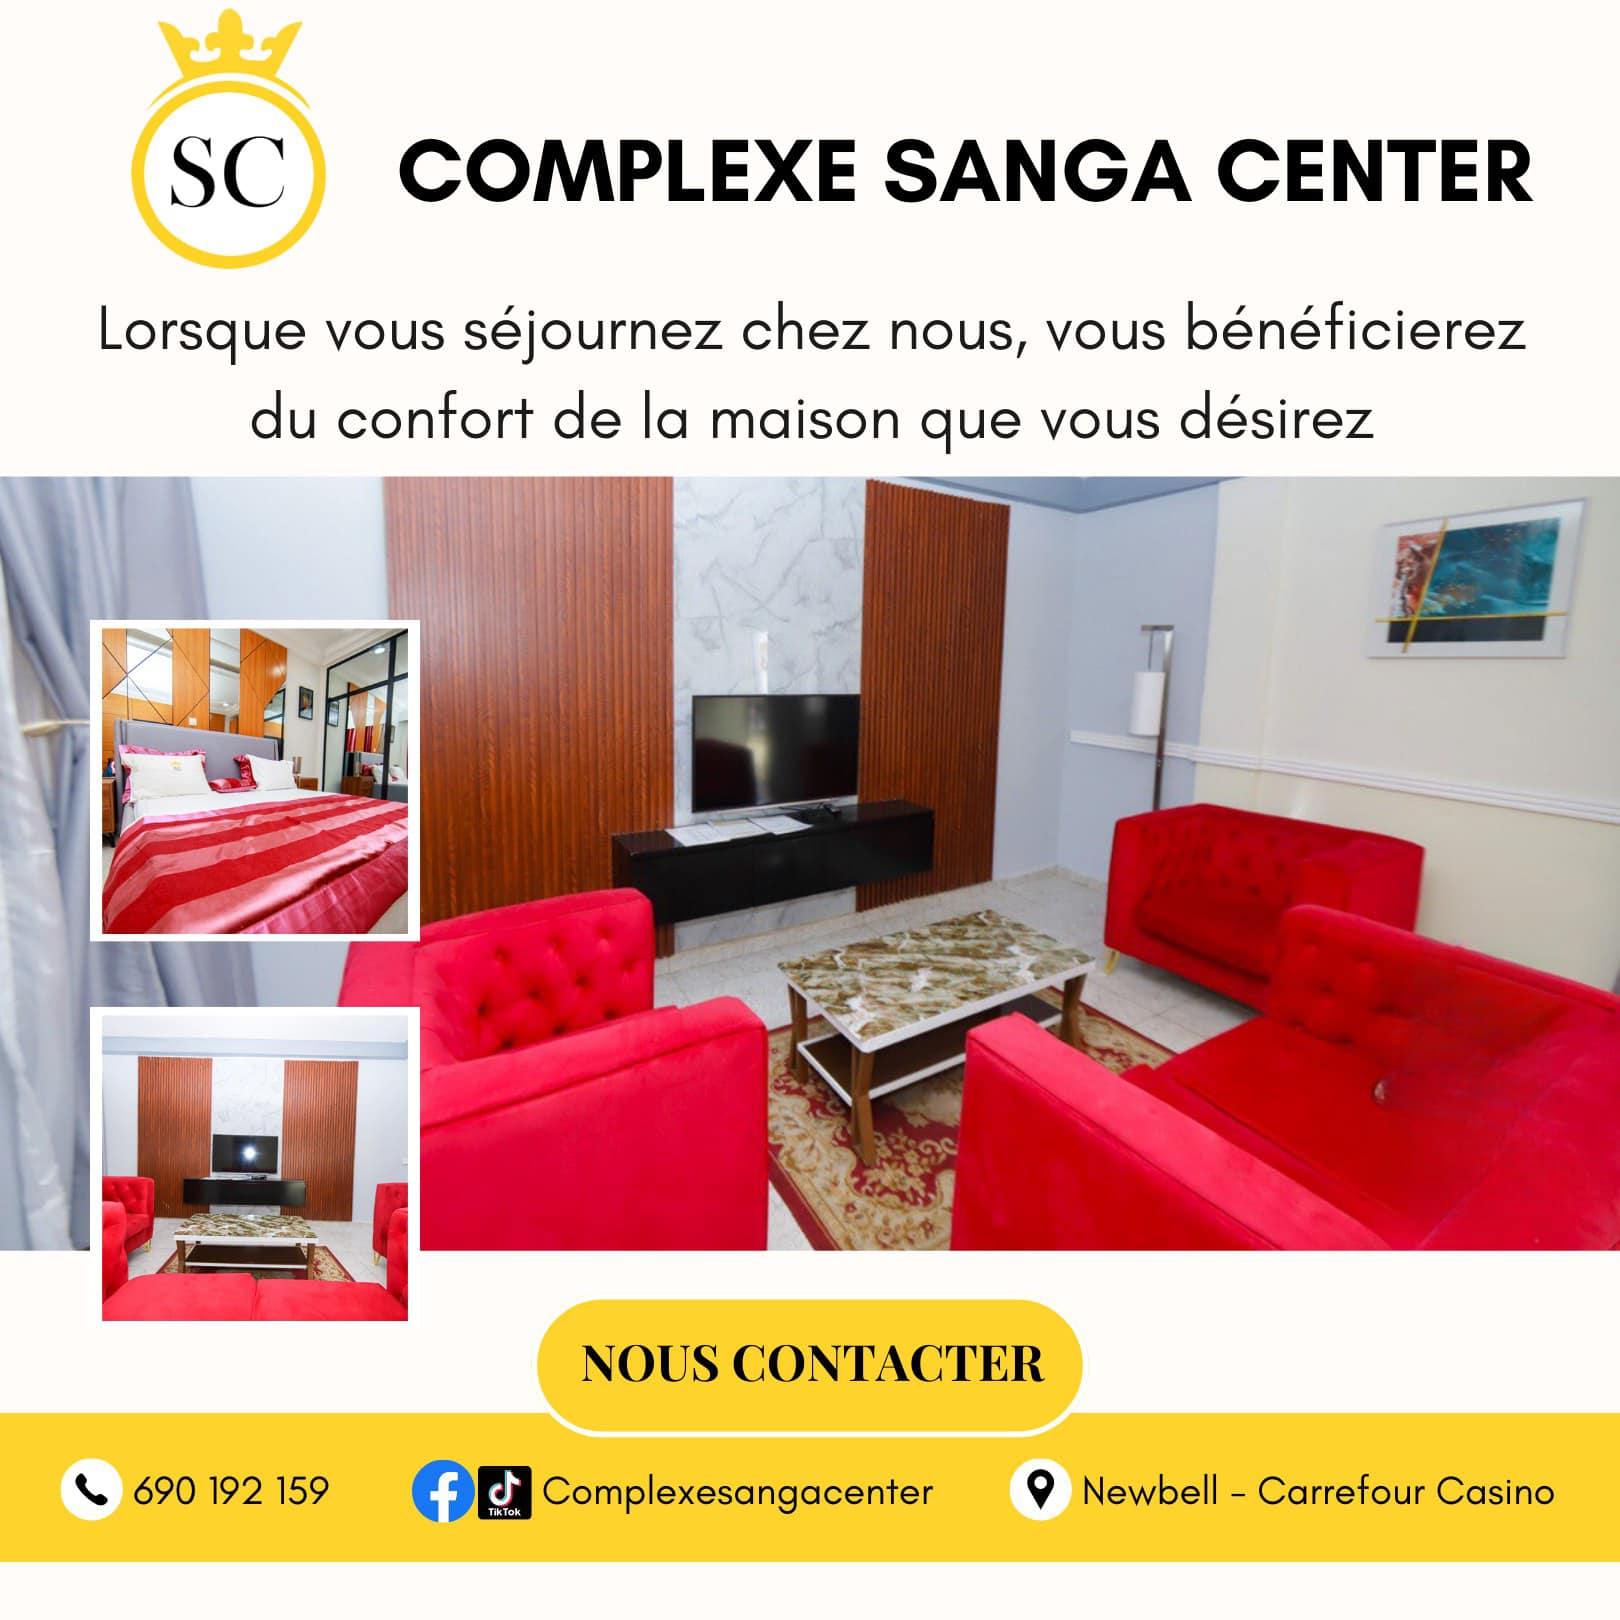 SC
COMPLEXE SANGA CENTER
Lorsque vous séjournez chez nous, vous bénéficierez
du confort de la maison que vous désirez
NOUS CONTACTER
690 192 159
TikTok
Complexesangacenter
Newbell - Carrefour Casino